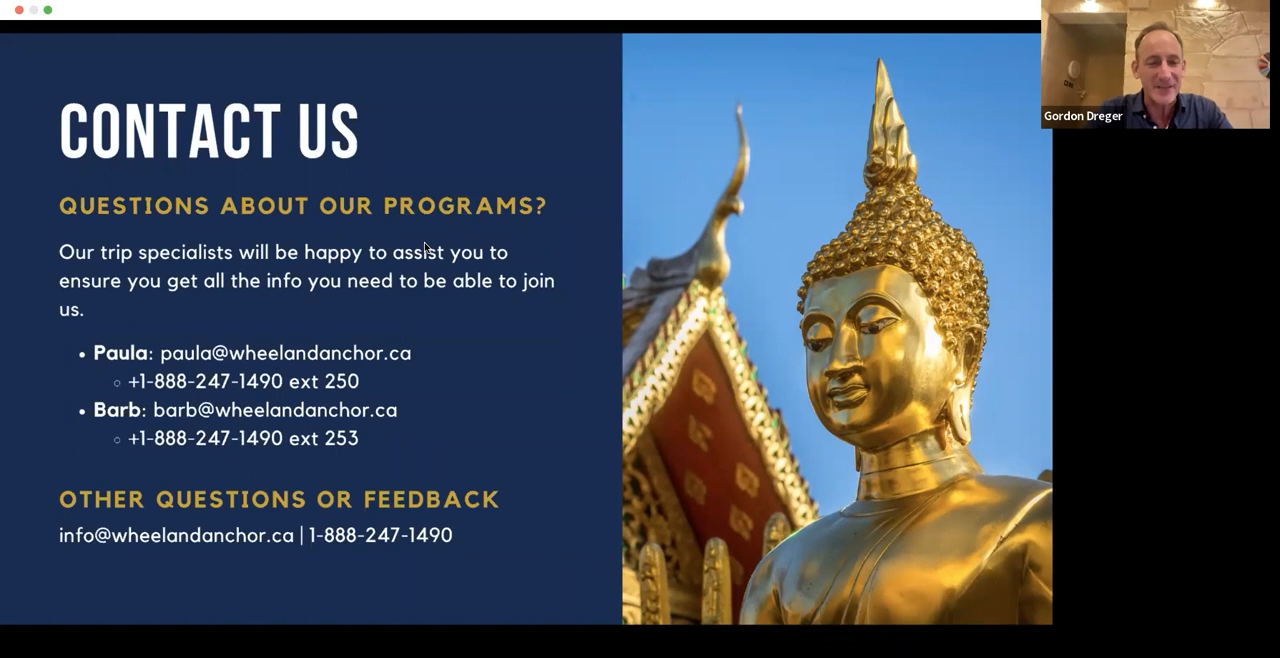 CONTACT US
QUESTIONS ABOUT OUR PROGRAMS?
Our trip specialists will be happy to assist you to
ensure you get all the info you need to be able to join
us.
• Paula: paula@wheelandanchor.ca
○ +1-888-247-1490 ext 250
• Barb: barb@wheelandanchor.ca
○ +1-888-247-1490 ext 253
OTHER QUESTIONS OR FEEDBACK
info@wheelandanchor.ca | 1-888-247-1490
Gordon Dreger